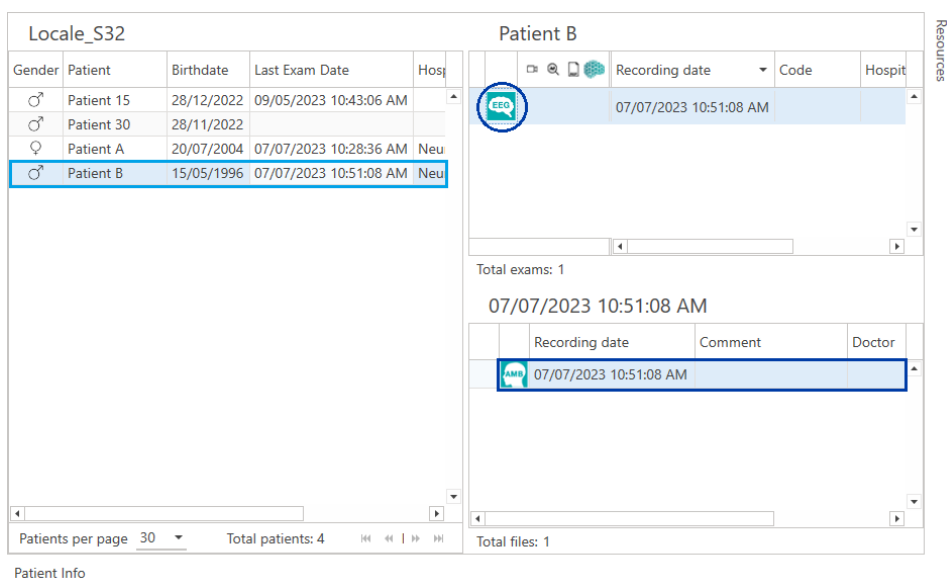 Locale_S32
Gender Patient Birthdate Last Exam Date Hosp
Patient 15 28/12/2022 09/05/2023 10:43:06 AM
Patient 30 28/11/2022
Patient A 20/07/2004 07/07/2023 10:28:36 AM Neu
Patient B 15/05/1996 07/07/2023 10:51:08 AM Neu
Patients per page 30 Total patients: 4
Patient Info
Patient B
Recording date Code Hospit
EEG 07/07/2023 10:51:08 AM
Total exams: 1
07/07/2023 10:51:08 AM
Recording date Comment Doctor
AMB 07/07/2023 10:51:08 AM
Total files: 1
Resources